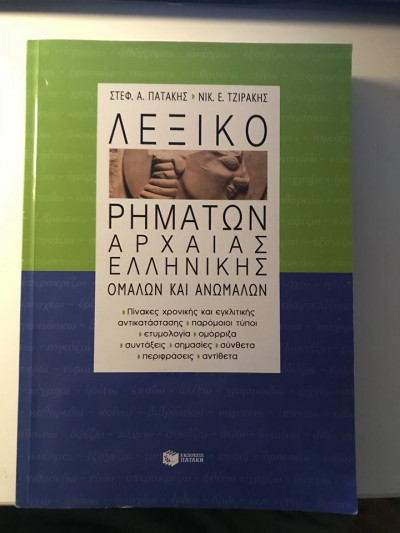 ΣΤΕΦ. Α. ΠΑΤΑΚΗΣ » ΝΙΚ. Ε. ΤΖΙΡΑΚΗΣ
ΛΕΞΙΚΟ
ΡΗΜΑΤΩΝ
ΑΡΧΑΙΑΣ
ΕΛΛΗΝΙΚΗΣ
ΟΜΑΛΩΝ ΚΑΙ ΑΝΩΜΑΛΩΝ
» Πίνακες χρονικής και εγκλιτικής
αντικατάστασης » παρόμοιοι τύποι
» ετυμολογία » ομόρριζα
» συντάξεις » σημασίες » σύνθετα
» περιφράσεις » αντίθετα
ΕΚΔΟΣΕΙΣ
ΠΑΤΑΚΗ